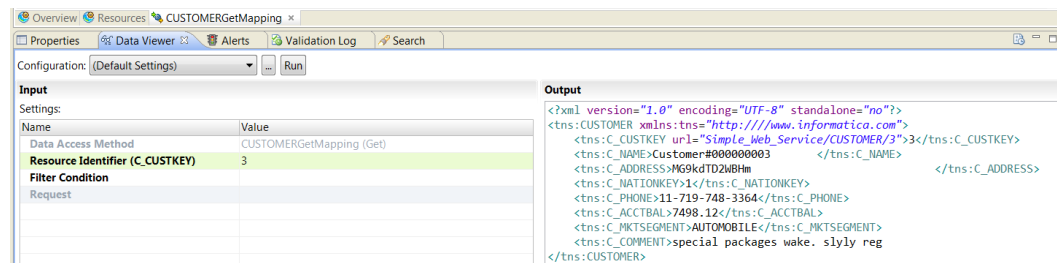 Overview Resources CUSTOMERGetMapping
Properties Data Viewer Alerts Validation Log Search
Configuration: (Default Settings) ... Run
Input
Settings:
Name Value
Data Access Method CUSTOMERGetMapping (Get)
Resource Identifier (C_CUSTKEY) 3
Filter Condition
Request
Output
<?xml version="1.0" encoding="UTF-8" standalone="no"?>
<tns:CUSTOMER xmlns:tns="http:////www.informatica.com">
<tns:C_CUSTKEY url="Simple_Web_Service/CUSTOMER/3">3</tns:C_CUSTKEY>
<tns:C_NAME>Customer#000000003 </tns:C_NAME>
<tns:C_ADDRESS>MG9kdTD2WBHm </tns:C_ADDRESS>
<tns:C_NATIONKEY>1</tns:C_NATIONKEY>
<tns:C_PHONE>11-719-748-3364</tns:C_PHONE>
<tns:C_ACCTBAL>7498.12</tns:C_ACCTBAL>
<tns:C_MKTSEGMENT>AUTOMOBILE</tns:C_MKTSEGMENT>
<tns:C_COMMENT>special packages wake. slyly reg
</tns:CUSTOMER>